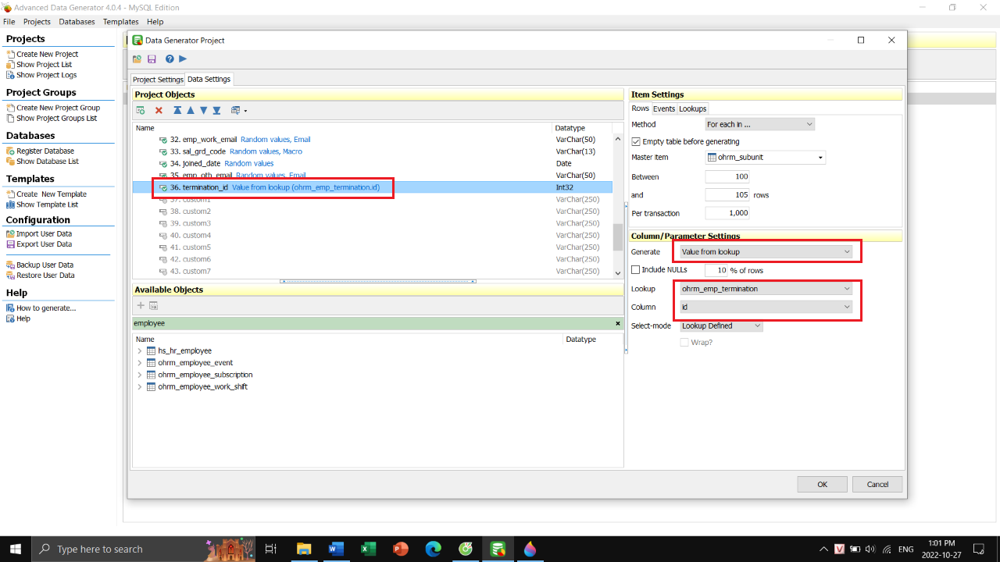 Advanced Data Generator 4.0.4 - MySQL Edition
File Projects Databases Templates Help
Projects
Create New Project
Show Project List
Show Project Logs
Project Groups
Create New Project Group
Show Project Groups List
Databases
Register Database
Show Database List
Templates
Create New Template
Show Template List
Configuration
Import User Data
Export User Data
Backup User Data
Restore User Data
Help
How to generate...
Help
Data Generator Project
Project Settings Data Settings
Project Objects
Name Datatype
32. emp_work_email Random values, Email VarChar(50)
33. sal_grd_code Random values, Macro VarChar(13)
34. joined_date Random values Date
35. emp_oth_email Random values, Email VarChar(50)
36. termination_id Value from lookup (ohrm_emp_termination.id) Int32
37. custom1 VarChar(250)
38. custom2 VarChar(250)
39. custom3 VarChar(250)
40. custom4 VarChar(250)
41. custom5 VarChar(250)
42. custom6 VarChar(250)
43. custom7 VarChar(250)
Available Objects
employee
Name Datatype
hs_hr_employee
ohrm_employee_event
ohrm_employee_subscription
ohrm_employee_work_shift
Item Settings
Rows Events Lookups
Method For each in ...
Empty table before generating
Master item ohrm_subunit
Between 100
and 105 rows
Per transaction 1,000
Column/Parameter Settings
Generate Value from lookup
Include NULLs 10 % of rows
Lookup ohrm_emp_termination
Column id
Select-mode Lookup Defined
Wrap?
OK Cancel
Type here to search
ENG
1:01 PM
2022-10-27